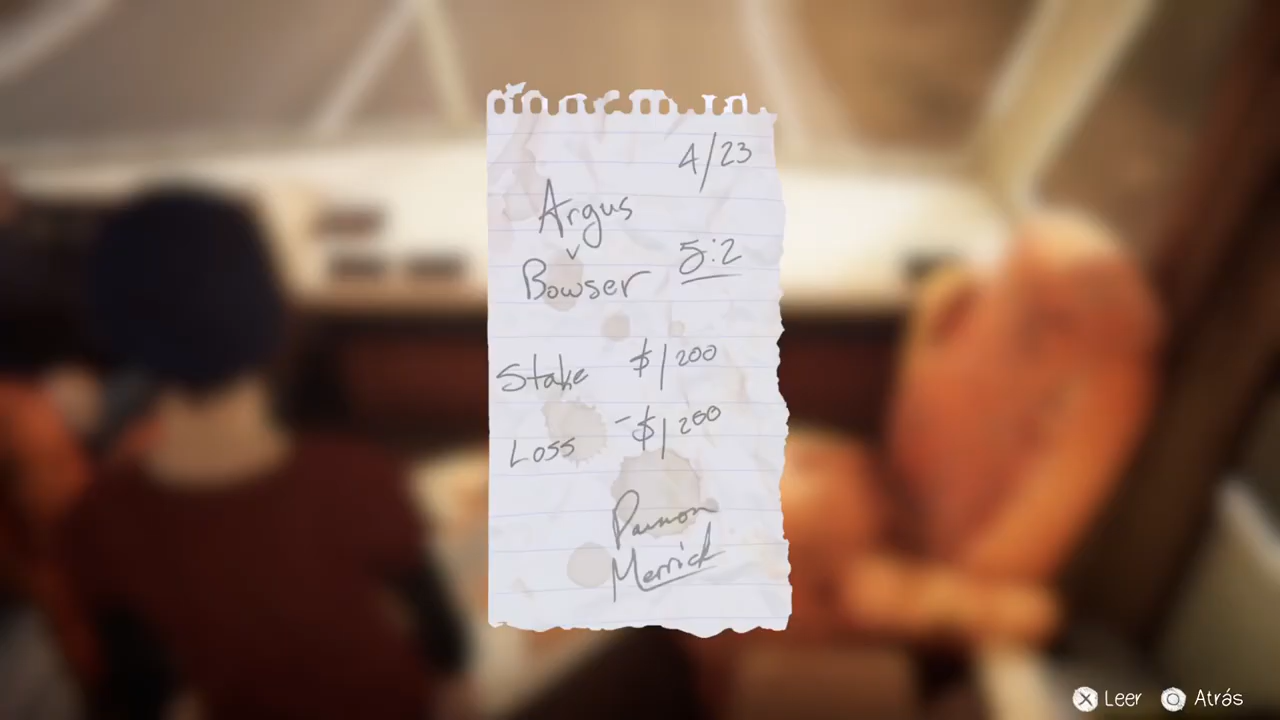 4/23
Argus
v
Bowser 5:2
Stake $1200
Loss -$1200
Damon
Merrick
Leer Atrás